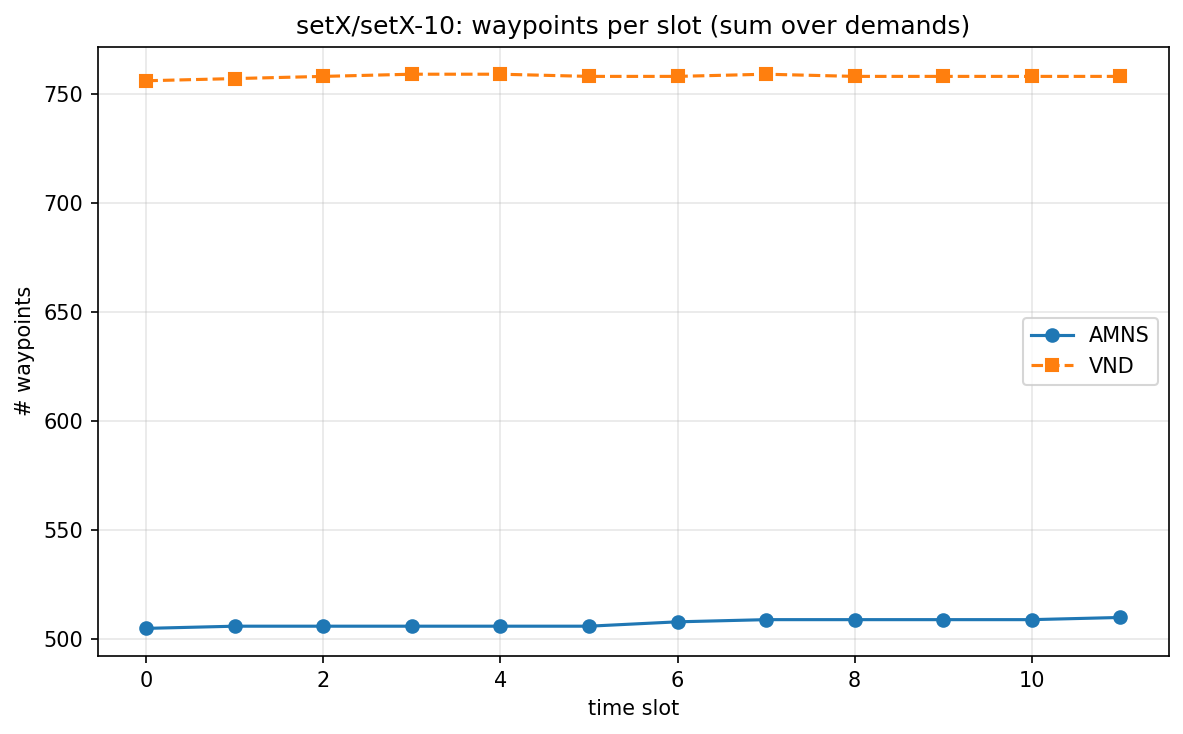 setX/setX-10: waypoints per slot (sum over demands)
750
700
650
600
550
500
# waypoints
AMNS
VND
0 2 4 6 8 10
time slot